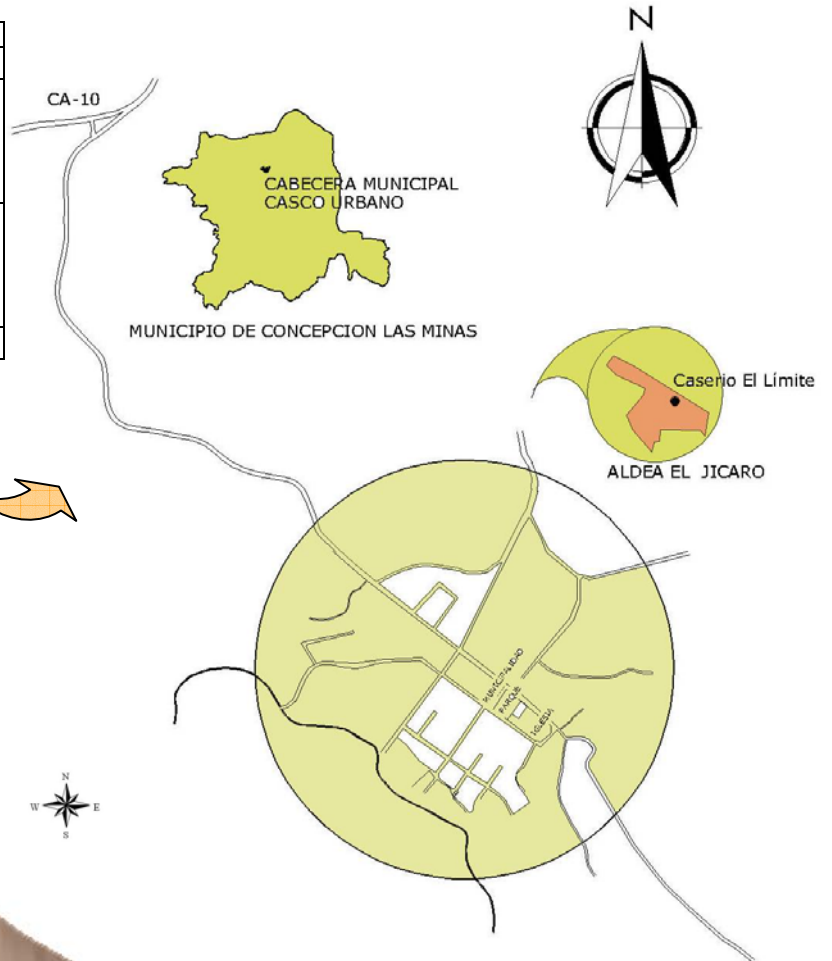 N
CA-10
CABECERA MUNICIPAL
CASCO URBANO
MUNICIPIO DE CONCEPCION LAS MINAS
Caserio El Límite
ALDEA EL JICARO
MUNICIPALIDAD
PARQUE
IGLESIA
N
W E
S